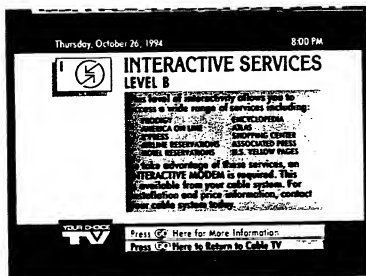 Thursday, October 26, 1994 8:00 PM
INTERACTIVE SERVICES
LEVEL B
This level of interactivity allows you to
access a wide range of services including:
PRODIGY ENCYCLOPEDIA
AMERICA ON LINE ATLAS
XPRESS SHOPPING CENTER
AIRLINE RESERVATIONS ASSOCIATED PRESS
HOTEL RESERVATIONS U.S. YELLOW PAGES
To take advantage of these services, an
INTERACTIVE MODEM is required. This
is available from your cable system. For
installation and price information, contact
your cable system today.
YOUR CHOICE
TV
Press GO Here for More Information
Press GO Here to Return to Cable TV